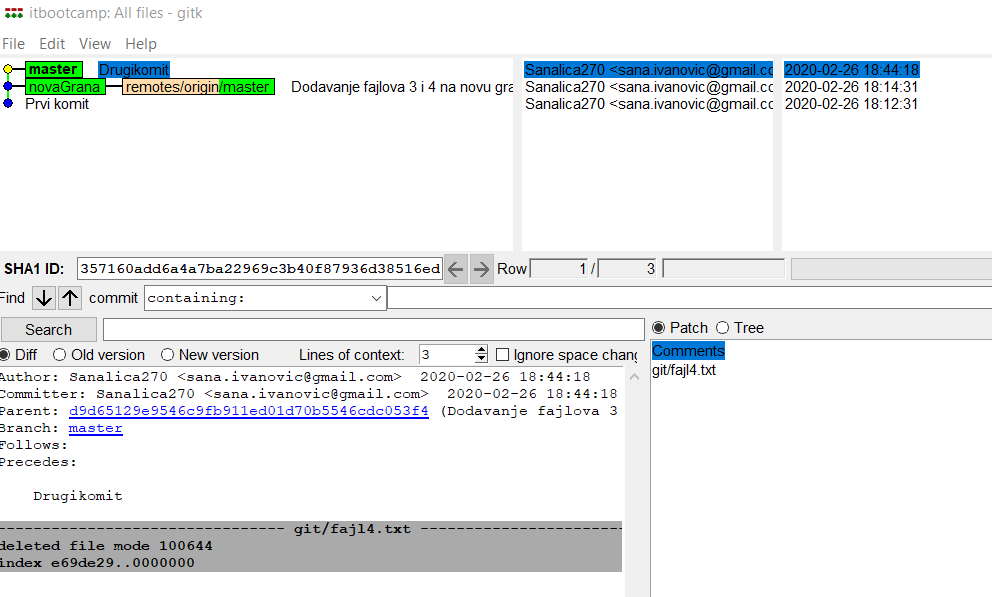 itbootcamp: All files - gitk
File Edit View Help
master Drugikomit
novaGrana remotes/origin/master Dodavanje fajlova 3 i 4 na novu gra
Prvi komit
Sanalica270 <sana.ivanovic@gmail.co
Sanalica270 <sana.ivanovic@gmail.co
Sanalica270 <sana.ivanovic@gmail.co
2020-02-26 18:44:18
2020-02-26 18:14:31
2020-02-26 18:12:31
SHA1 ID: 357160add6a4a7ba22969c3b40f87936d38516ed Row 1 / 3
Find commit containing:
Search
Diff Old version New version Lines of context: 3 Ignore space chang
Author: Sanalica270 <sana.ivanovic@gmail.com> 2020-02-26 18:44:18
Committer: Sanalica270 <sana.ivanovic@gmail.com> 2020-02-26 18:44:18
Parent: d9d65129e9546c9fb911ed01d70b5546cdc053f4 (Dodavanje fajlova 3
Branch: master
Follows:
Precedes:
Drugikomit
-------------------------------- git/fajl4.txt -----------------------
deleted file mode 100644
index e69de29..0000000
Patch Tree
Comments
git/fajl4.txt